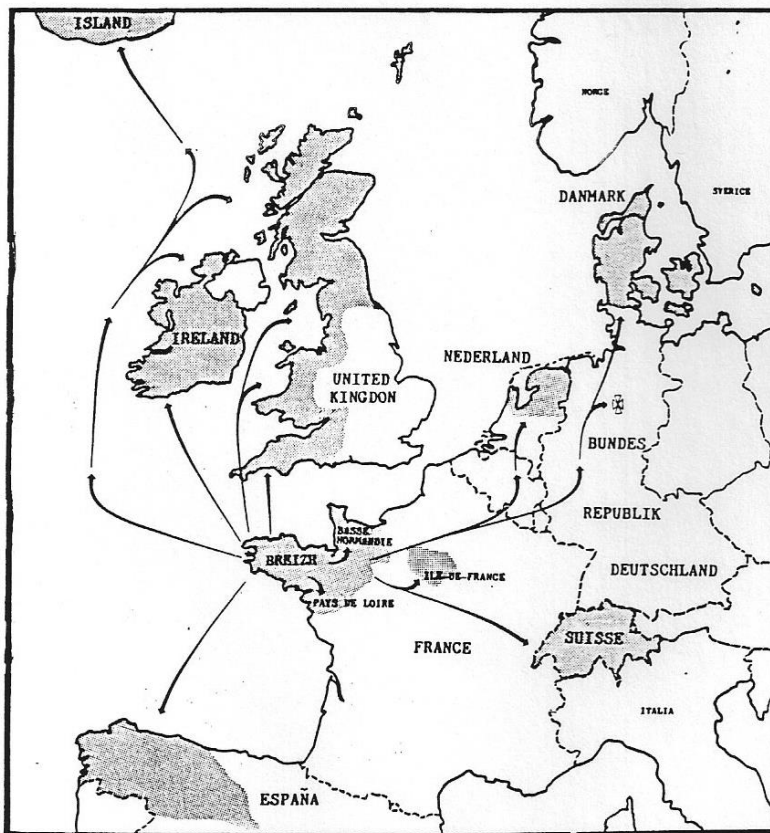 ISLAND
NORGE
DANMARK
SVERICE
IRELAND
NEDERLAND
UNITED
KINGDOM
BUNDES
REPUBLIK
DEUTSCHLAND
BASSE
NORMANDIE
BREIZH
ILE DE FRANCE
PAYS DE LOIRE
FRANCE
SUISSE
ITALIA
ESPAÑA